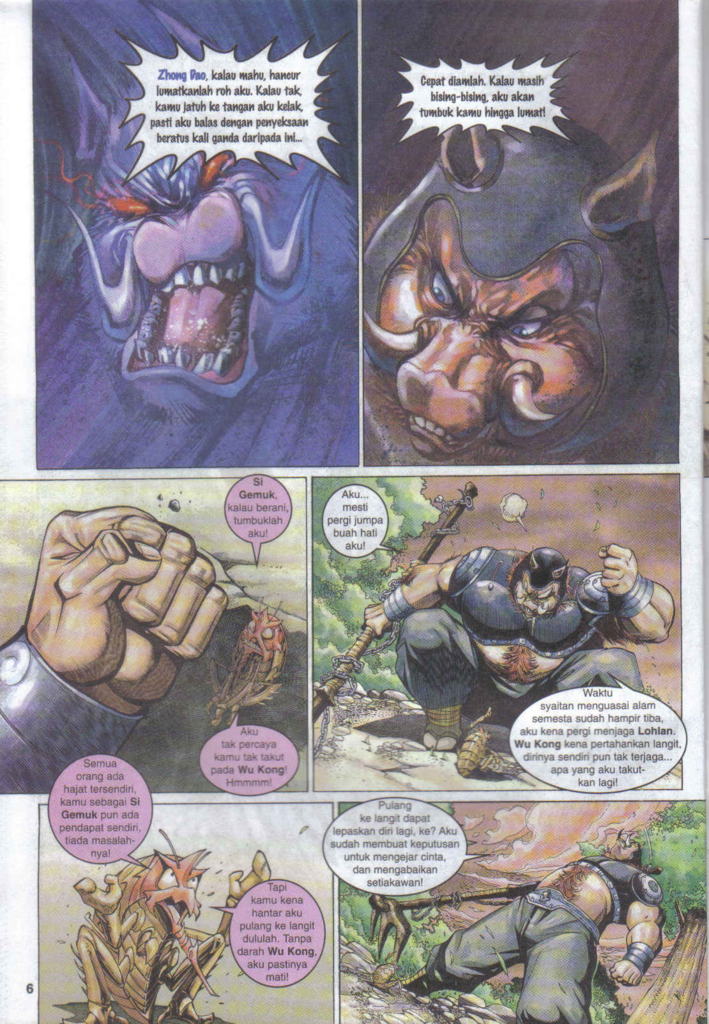 Zhong Dao, kalau mahu, hancur
lumatkanlah roh aku. Kalau tak,
kamu jatuh ke tangan aku kelak,
pasti aku balas dengan penyeksaan
beratus kali ganda daripada ini...
Cepat diamlah. Kalau masih
bising-bising, aku akan
tumbuk kamu hingga lumat!
Si
Gemuk,
kalau berani,
tumbuklah
aku!
Aku
tak percaya
kamu tak takut
pada Wu Kong!
Hmmmm!
Aku...
mesti
pergi jumpa
buah hati
aku!
Waktu
syaitan menguasai alam
semesta sudah hampir tiba,
aku kena pergi menjaga Lohlan.
Wu Kong kena pertahankan langit,
dirinya sendiri pun tak terjaga...
apa yang aku takut-
kan lagi!
Semua
orang ada
hajat tersendiri,
kamu sebagai Si
Gemuk pun ada
pendapat sendiri,
tiada masalah-
nya!
Tapi
kamu kena
hantar aku
pulang ke langit
dululah. Tanpa
darah Wu Kong,
aku pastinya
mati!
Pulang
ke langit dapat
lepaskan diri lagi, ke? Aku
sudah membuat keputusan
untuk mengejar cinta,
dan mengabaikan
setiakawan!
6